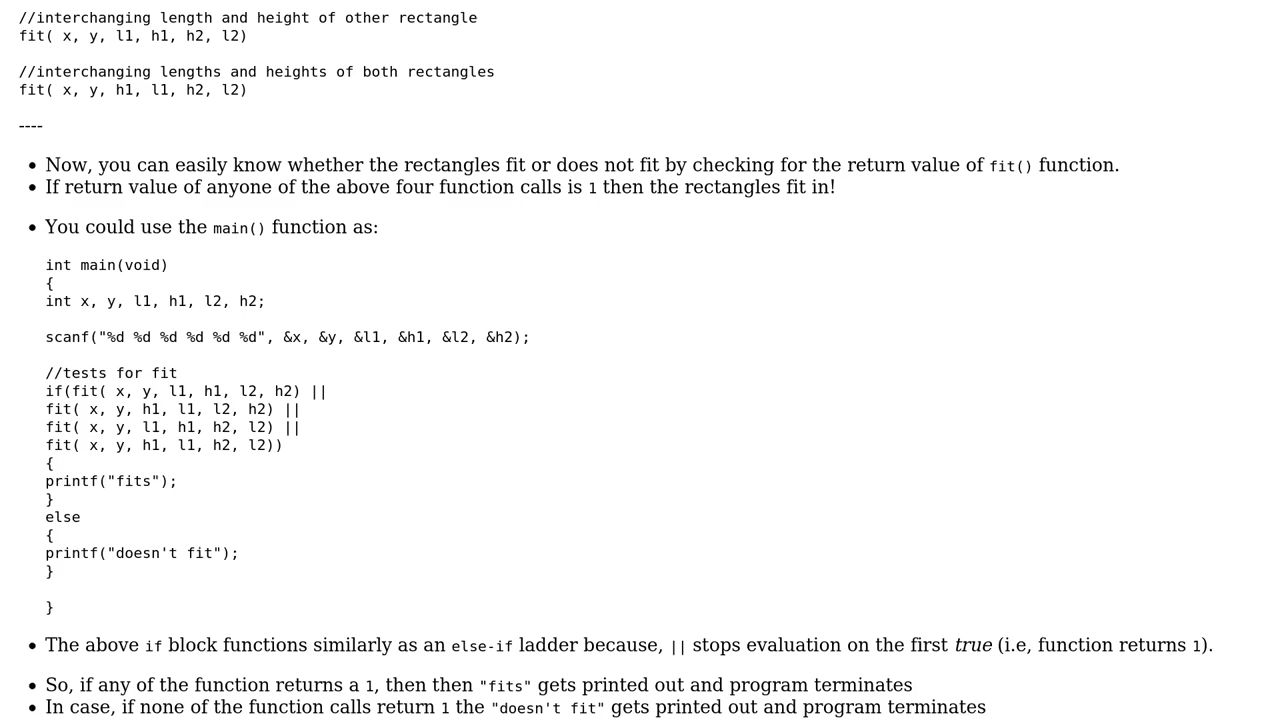 //interchanging length and height of other rectangle
fit( x, y, l1, h1, h2, l2)
//interchanging lengths and heights of both rectangles
fit( x, y, h1, l1, h2, l2)
----
• Now, you can easily know whether the rectangles fit or does not fit by checking for the return value of fit() function.
• If return value of anyone of the above four function calls is 1 then the rectangles fit in!
• You could use the main() function as:
int main(void)
{
int x, y, l1, h1, l2, h2;
scanf("%d %d %d %d %d %d", &x, &y, &l1, &h1, &l2, &h2);
//tests for fit
if(fit( x, y, l1, h1, l2, h2) ||
fit( x, y, h1, l1, l2, h2) ||
fit( x, y, l1, h1, h2, l2) ||
fit( x, y, h1, l1, h2, l2))
{
printf("fits");
}
else
{
printf("doesn't fit");
}
}
• The above if block functions similarly as an else-if ladder because, || stops evaluation on the first true (i.e, function returns 1).
• So, if any of the function returns a 1, then then "fits" gets printed out and program terminates
• In case, if none of the function calls return 1 the "doesn't fit" gets printed out and program terminates